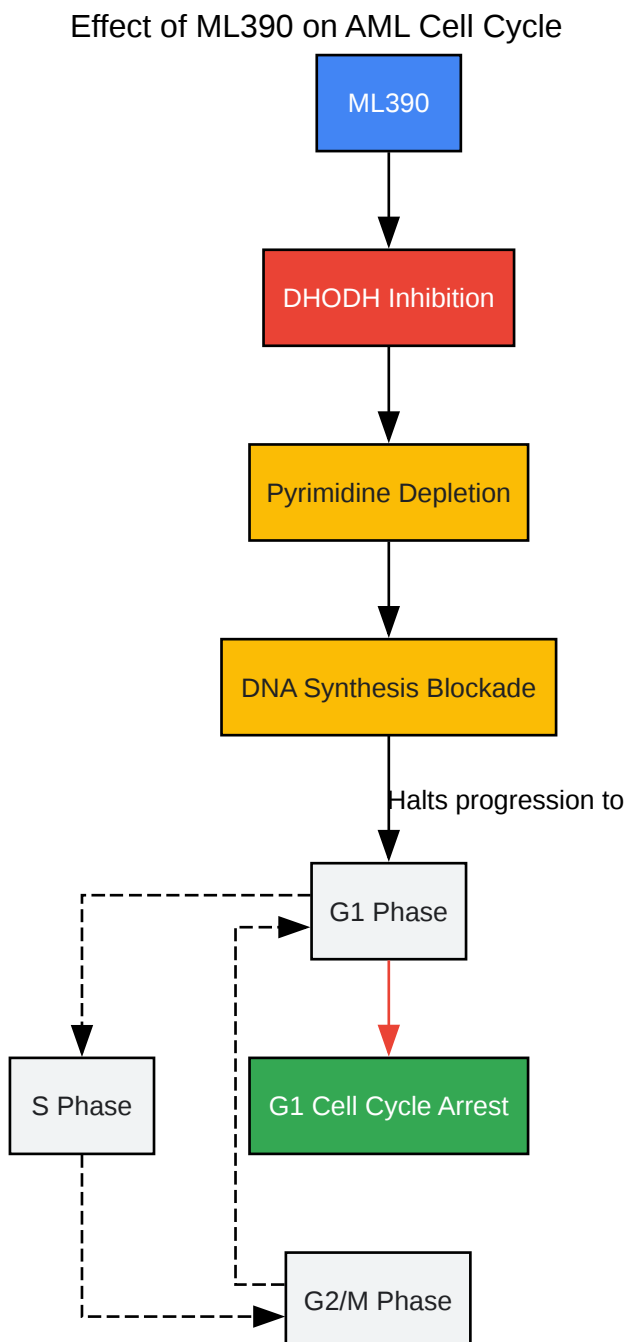 Effect of ML390 on AML Cell Cycle
ML390
DHODH Inhibition
Pyrimidine Depletion
DNA Synthesis Blockade
Halts progression to
G1 Phase
S Phase
G1 Cell Cycle Arrest
G2/M Phase